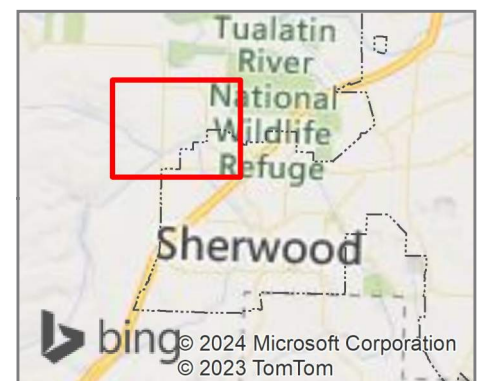 Tualatin
River
National
Wildlife
Refuge
Sherwood
bing
© 2024 Microsoft Corporation
© 2023 TomTom